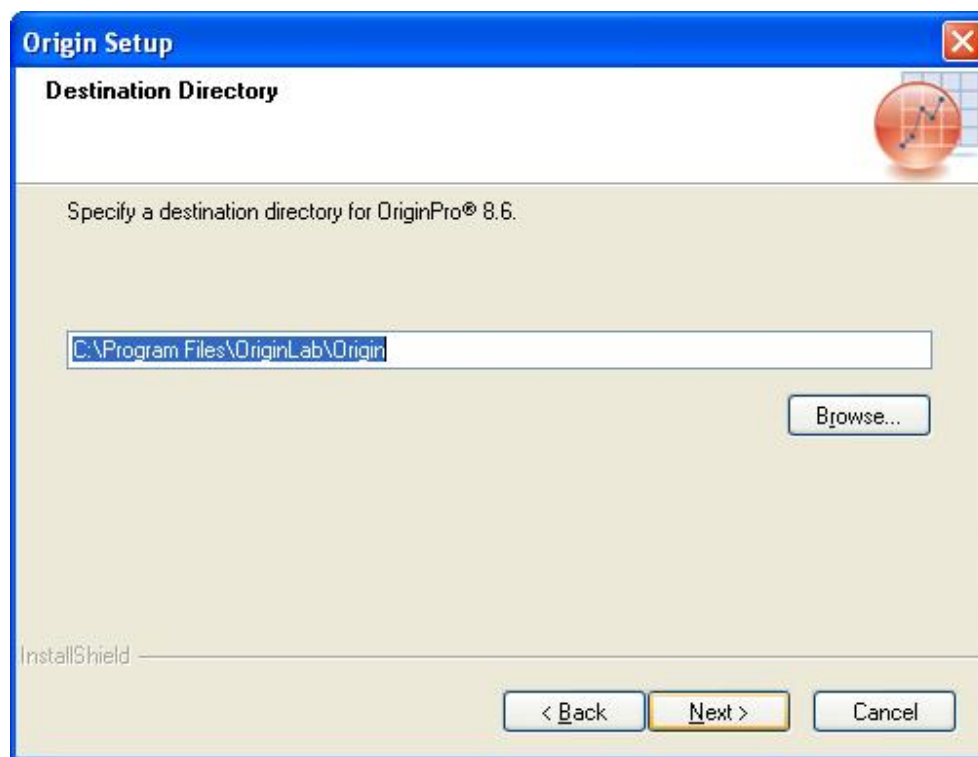 Origin Setup
Destination Directory
Specify a destination directory for OriginPro® 8.6.
C:\Program Files\OriginLab\Origin
Browse...
InstallShield
< Back Next > Cancel